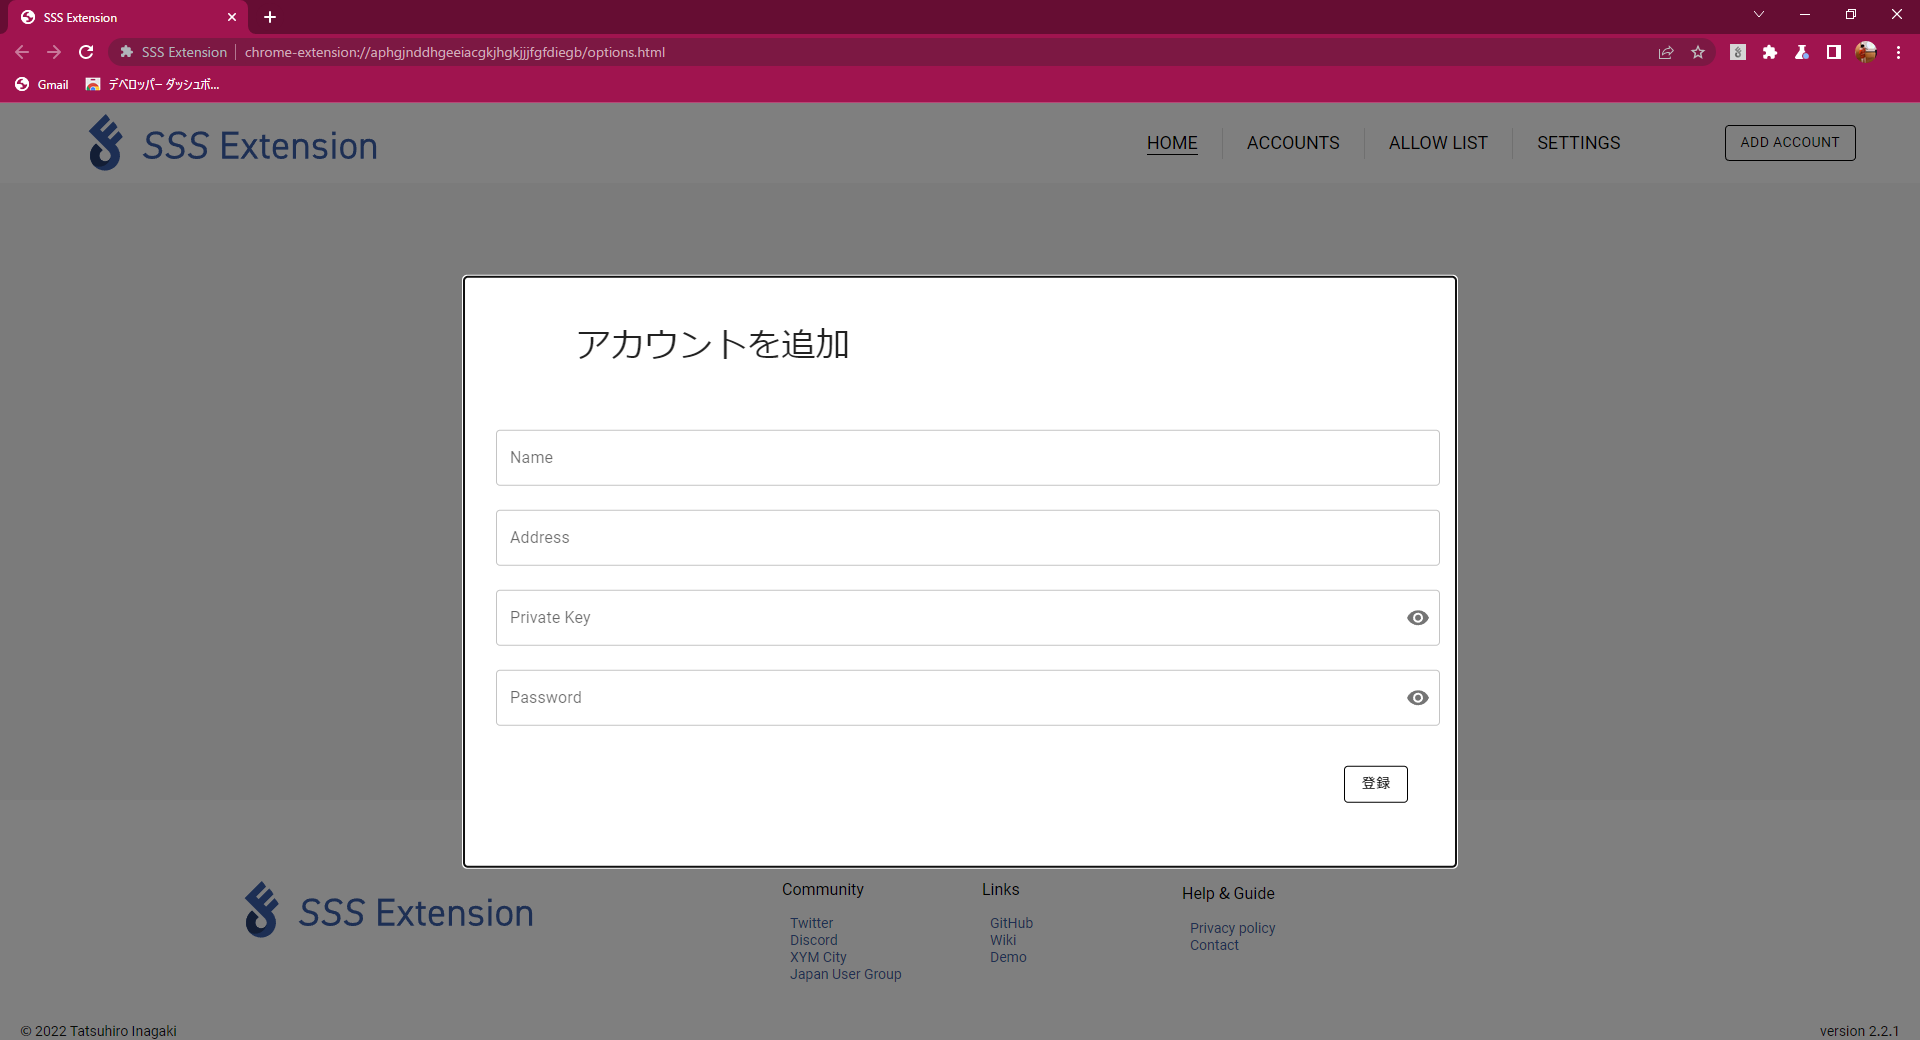 SSS Extension
SSS Extension | chrome-extension://aphgjnddhgeeiacgkjhgkjjjfgfdiegb/options.html
Gmail デベロッパー ダッシュボ...
SSS Extension
HOME ACCOUNTS ALLOW LIST SETTINGS ADD ACCOUNT
アカウントを追加
Name
Address
Private Key
Password
登録
SSS Extension
Community
Twitter
Discord
XYM City
Japan User Group
Links
GitHub
Wiki
Demo
Help & Guide
Privacy policy
Contact
© 2022 Tatsuhiro Inagaki
version 2.2.1